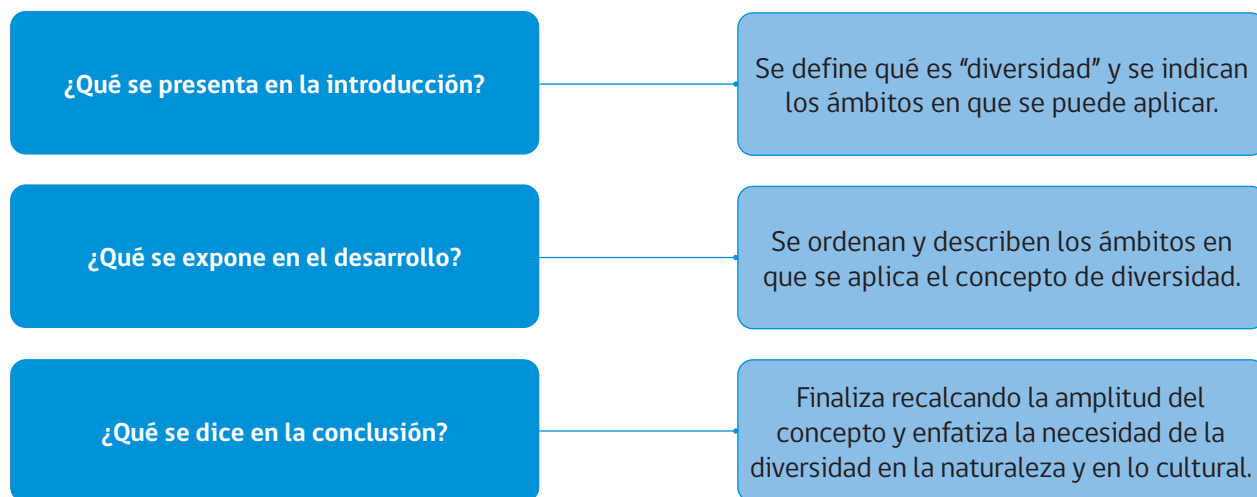 ¿Qué se presenta en la introducción?
Se define qué es “diversidad” y se indican
los ámbitos en que se puede aplicar.
¿Qué se expone en el desarrollo?
Se ordenan y describen los ámbitos en
que se aplica el concepto de diversidad.
¿Qué se dice en la conclusión?
Finaliza recalcando la amplitud del
concepto y enfatiza la necesidad de la
diversidad en la naturaleza y en lo cultural.